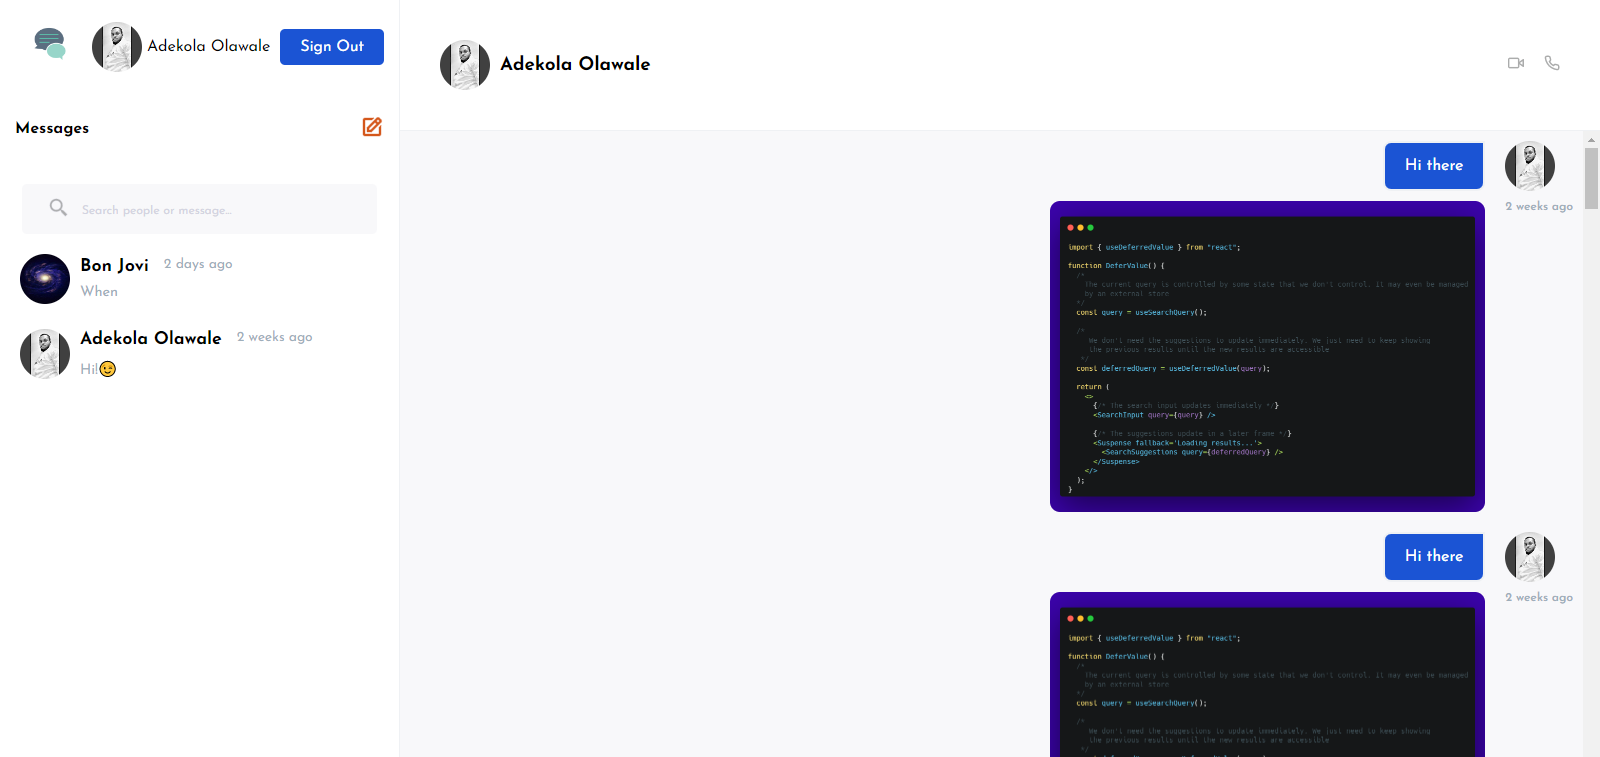 Adekola Olawale
Sign Out
Messages
Search people or message...
Bon Jovi 2 days ago
When
Adekola Olawale 2 weeks ago
Hi!😉
Adekola Olawale
Hi there
2 weeks ago
import { useDeferredValue } from "react";
function DeferValue() {
/*
The current query is controlled by some state that we don't control. It may even be managed
by an external store
*/
const query = useSearchQuery();
/*
We don't need the suggestions to update immediately. We just need to keep showing
the previous results until the new results are accessible
*/
const deferredQuery = useDeferredValue(query);
return (
<>
{/* The search input updates immediately */}
<SearchInput query={query} />
{/* The suggestions update in a later frame */}
<Suspense fallback='Loading results...'>
<SearchSuggestions query={deferredQuery} />
</Suspense>
</>
);
}
Hi there
2 weeks ago
import { useDeferredValue } from "react";
function DeferValue() {
/*
The current query is controlled by some state that we don't control. It may even be managed
by an external store
*/
const query = useSearchQuery();
/*
We don't need the suggestions to update immediately. We just need to keep showing
the previous results until the new results are accessible
*/